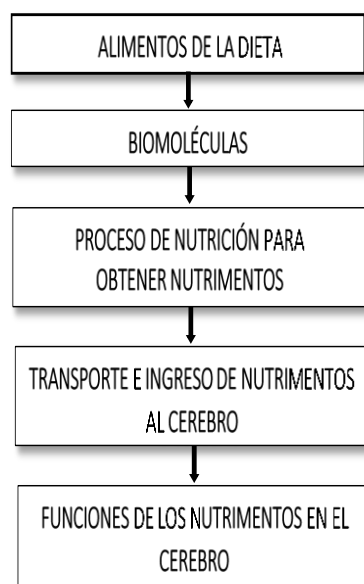 ALIMENTOS DE LA DIETA
BIOMOLÉCULAS
PROCESO DE NUTRICIÓN PARA
OBTENER NUTRIMENTOS
TRANSPORTE E INGRESO DE NUTRIMENTOS
AL CEREBRO
FUNCIONES DE LOS NUTRIMENTOS EN EL
CEREBRO